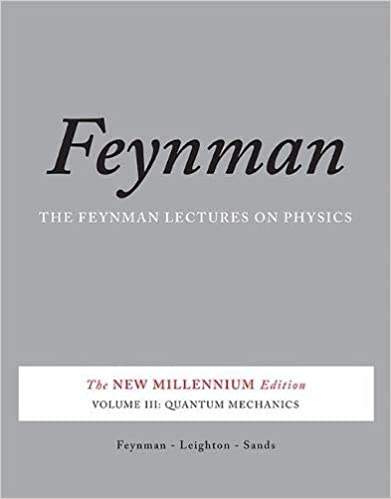 Feynman
THE FEYNMAN LECTURES ON PHYSICS
The NEW MILLENNIUM Edition
VOLUME III: QUANTUM MECHANICS
Feynman - Leighton - Sands